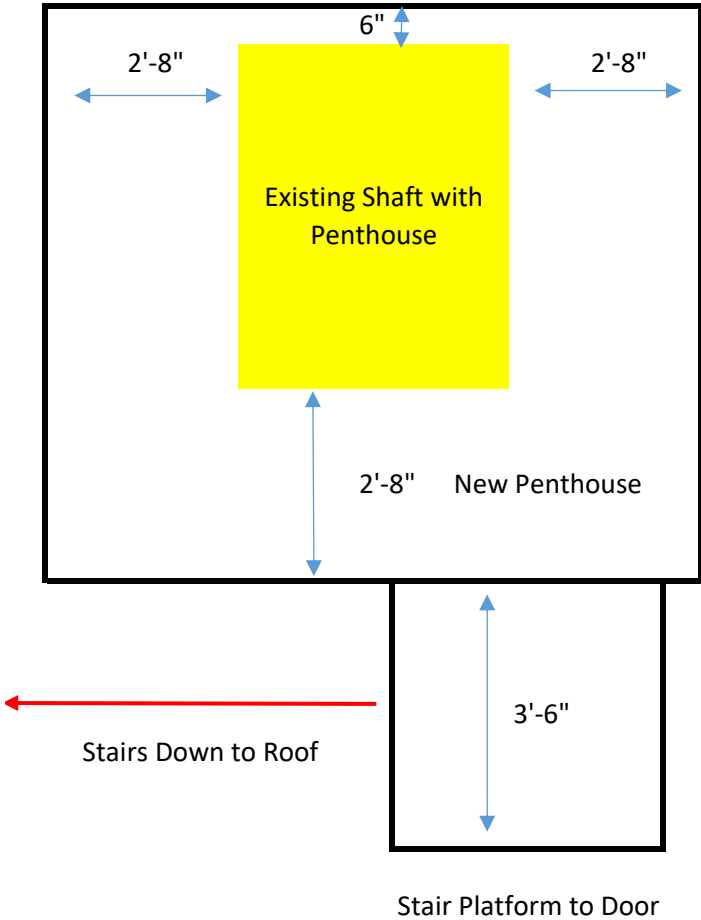 6"
2'-8"
2'-8"
Existing Shaft with
Penthouse
2'-8"
New Penthouse
3'-6"
Stairs Down to Roof
Stair Platform to Door